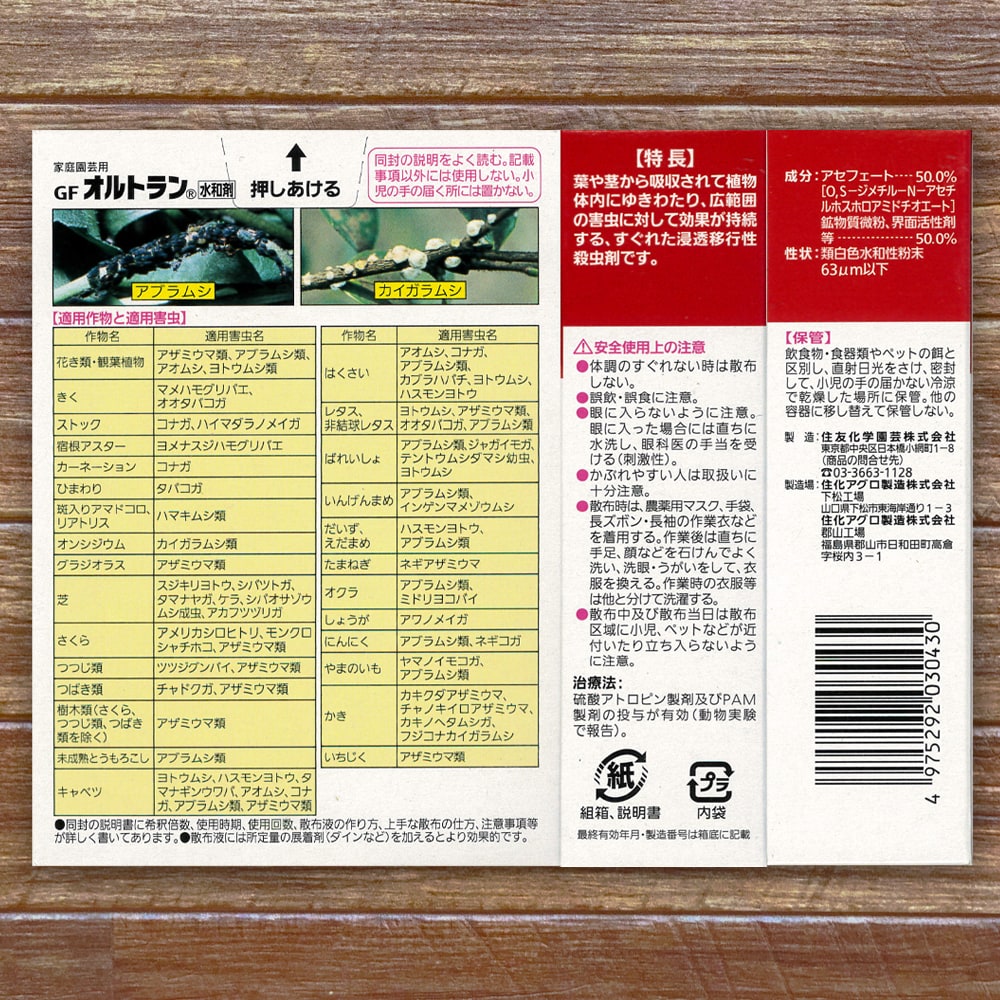 家庭園芸用
GF オルトラン® 水和剤
押しあける
同封の説明をよく読む。記載
事項以外には使用しない。小
児の手の届く所には置かない。
アブラムシ
カイガラムシ
【適用作物と適用害虫】
作物名 適用害虫名
花き類・観葉植物 アザミウマ類、アブラムシ類、
アオムシ、ヨトウムシ類
きく マメハモグリバエ、
オオタバコガ
ストック コナガ、ハイマダラノメイガ
宿根アスター ヨメナスジハモグリバエ
カーネーション コナガ
ひまわり タバコガ
斑入りアマドコロ、
リアトリス ハマキムシ類
オンシジウム カイガラムシ類
グラジオラス アザミウマ類
芝 スジキリヨトウ、シバツトガ、
タマナヤガ、ケラ、シバオサゾウ
ムシ成虫、アカフツヅリガ
さくら アメリカシロヒトリ、モンクロ
シャチホコ、アザミウマ類
つつじ類 ツツジグンバイ、アザミウマ類
つばき類 チャドクガ、アザミウマ類
樹木類(さくら、
つつじ類、つばき
類を除く) アザミウマ類
未成熟とうもろこし アブラムシ類
キャベツ ヨトウムシ、ハスモンヨトウ、タ
マナギンウワバ、アオムシ、コナ
ガ、アブラムシ類、アザミウマ類
作物名 適用害虫名
はくさい アオムシ、コナガ、
アブラムシ類、
カブラハバチ、ヨトウムシ、
ハスモンヨトウ
レタス、
非結球レタス ヨトウムシ、アザミウマ類、
オオタバコガ、アブラムシ類
ばれいしょ アブラムシ類、ジャガイモガ、
テントウムシダマシ幼虫、
ヨトウムシ
いんげんまめ アブラムシ類、
インゲンマメゾウムシ
だいず、
えだまめ ハスモンヨトウ、
アブラムシ類
たまねぎ ネギアザミウマ
オクラ アブラムシ類、
ミドリヨコバイ
しょうが アワノメイガ
にんにく アブラムシ類、ネギコガ
やまのいも ヤマノイモコガ、
アブラムシ類
かき カキクダアザミウマ、
チャノキイロアザミウマ、
カキノヘタムシガ、
フジコナカイガラムシ
いちじく アザミウマ類
●同封の説明書に希釈倍数、使用時期、使用回数、散布液の作り方、上手な散布の仕方、注意事項等
が詳しく書いてあります。●散布液には所定量の展着剤(ダインなど)を加えるとより効果的です。
【特長】
葉や茎から吸収されて植物
体内にゆきわたり、広範囲
の害虫に対して効果が持続
する、すぐれた浸透移行性
殺虫剤です。
⚠安全使用上の注意
●体調のすぐれない時は散布
しない。
●誤飲・誤食に注意。
●眼に入らないように注意。
眼に入った場合には直ちに
水洗し、眼科医の手当を受
ける(刺激性)。
●かぶれやすい人は取扱いに
十分注意。
●散布時は、農薬用マスク、手袋、
長ズボン・長袖の作業衣など
を着用する。作業後は直ちに
手足、顔などを石けんでよく
洗い、洗眼・うがいをして、衣
服を換える。作業時の衣服等
は他と分けて洗濯する。
●散布中及び散布当日は散布
区域に小児、ペットなどが近
付いたり立ち入らないよう
に注意。
治療法:
硫酸アトロピン製剤及びPAM
製剤の投与が有効(動物実験
で報告)。
紙
組箱、説明書
プラ
内袋
最終有効年月・製造番号は箱底に記載
成分:アセフェート····50.0%
[O,S-ジメチル-N-アセチ
ルホスホロアミドチオエート]
鉱物質微粉、界面活性剤
等··············50.0%
性状:類白色水和性粉末
63μm以下
【保管】
飲食物・食器類やペットの餌と
区別し、直射日光をさけ、密封
して、小児の手の届かない冷涼
で乾燥した場所に保管。他の
容器に移し替えて保管しない。
製造:住友化学園芸株式会社
東京都中央区日本橋小網町1-8
(商品の問合せ先)
☎03-3663-1128
製造場:住化アグロ製造株式会社
下松工場
山口県下松市東海岸通り1-3
住化アグロ製造株式会社
郡山工場
福島県郡山市日和田町高倉
字桜内3-1
4 975292 030430